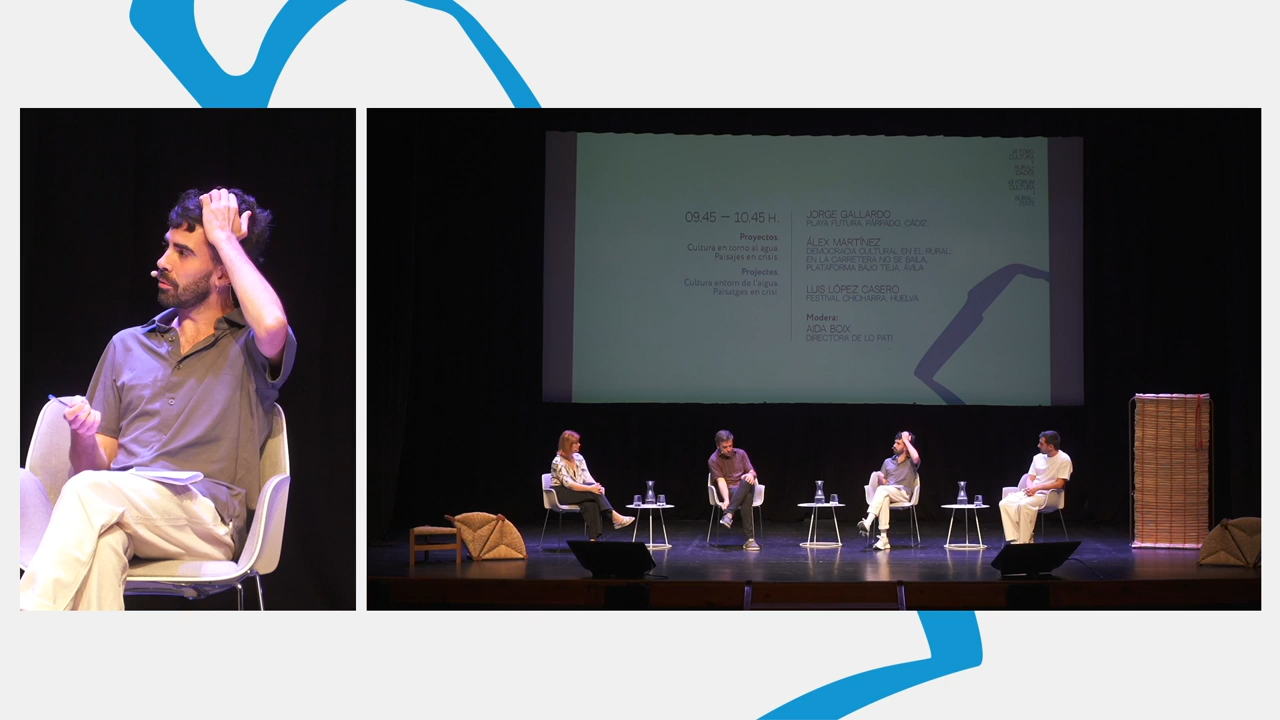 09.45 — 10.45 H.
Proyectos.
Cultura en torno al agua.
Paisajes en crisis.
Projectes.
Cultura entorn de l'aigua.
Paisatges en crisi.
JORGE GALLARDO
PLAYA FUTURA, PÁRPADO, CÁDIZ.
ÁLEX MARTÍNEZ
DEMOCRACIA CULTURAL EN EL RURAL:
EN LA CARRETERA NO SE BAILA,
PLATAFORMA BAJO TEJA, ÁVILA
LUIS LÓPEZ CASERO
FESTIVAL CHICHARRA, HUELVA
Modera:
AIDA BOIX
DIRECTORA DE LO PATI
CULTURA
CULTURA